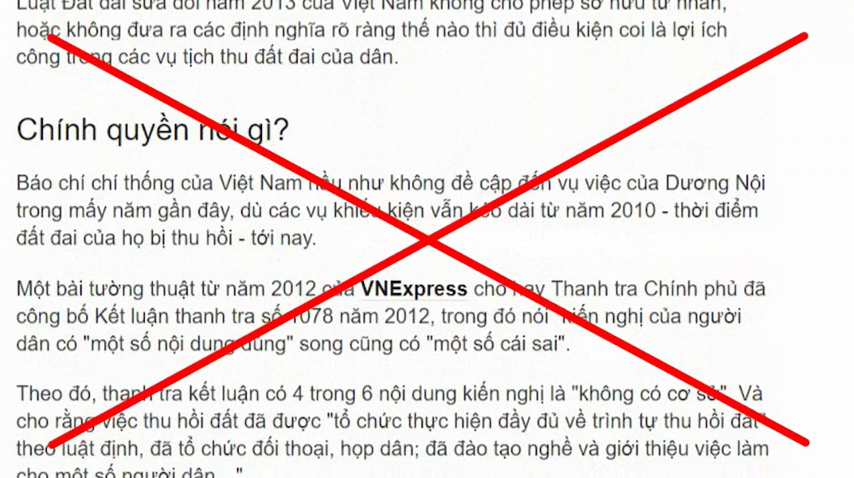 Luật Đất đai sửa đổi năm 2013 của Việt Nam không cho phép sở hữu tư nhân,
hoặc không đưa ra các định nghĩa rõ ràng thế nào thì đủ điều kiện coi là lợi ích
công trong các vụ tịch thu đất đai của dân.
Chính quyền nói gì?
Báo chí chí thống của Việt Nam hầu như không đề cập đến vụ việc của Dương Nội
trong mấy năm gần đây, dù các vụ khiếu kiện vẫn kéo dài từ năm 2010 - thời điểm
đất đai của họ bị thu hồi - tới nay.
Một bài tường thuật từ năm 2012 của VNExpress cho hay Thanh tra Chính phủ đã
công bố Kết luận thanh tra số 1078 năm 2012, trong đó nói "kiến nghị của người
dân có "một số nội dung đúng" song cũng có "một số cái sai".
Theo đó, thanh tra kết luận có 4 trong 6 nội dung kiến nghị là "không có cơ sở". Và
cho rằng việc thu hồi đất đã được "tổ chức thực hiện đầy đủ về trình tự thu hồi đất"
theo luật định, đã tổ chức đối thoại, họp dân; đã đào tạo nghề và giới thiệu việc làm
cho một số người dân..."